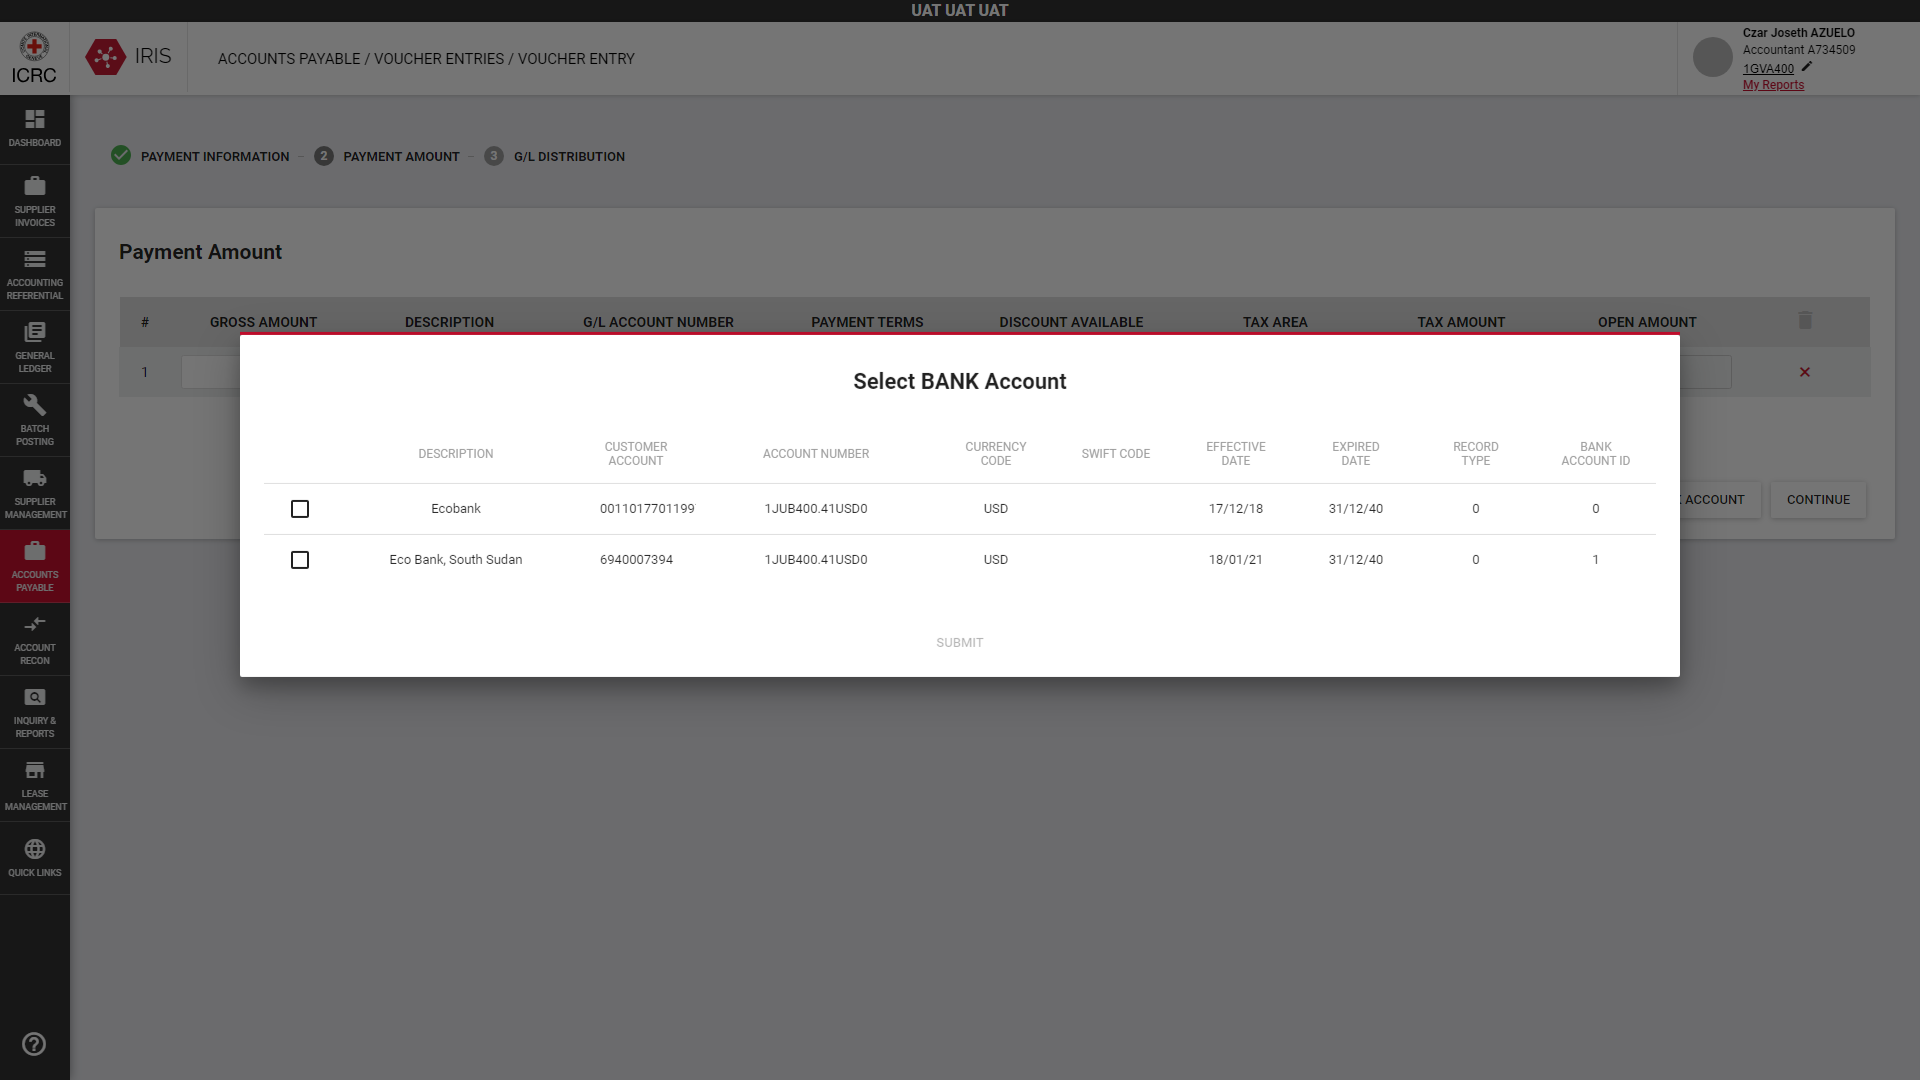 UAT UAT UAT
ICRC
IRIS
ACCOUNTS PAYABLE / VOUCHER ENTRIES / VOUCHER ENTRY
Czar Joseth AZUELO
Accountant A734509
1GVA400
My Reports
DASHBOARD
SUPPLIER
INVOICES
ACCOUNTING
REFERENTIAL
GENERAL
LEDGER
BATCH
POSTING
SUPPLIER
MANAGEMENT
ACCOUNTS
PAYABLE
ACCOUNT
RECON
INQUIRY &
REPORTS
LEASE
MANAGEMENT
QUICK LINKS
PAYMENT INFORMATION – 2 PAYMENT AMOUNT – 3 G/L DISTRIBUTION
Payment Amount
# GROSS AMOUNT DESCRIPTION G/L ACCOUNT NUMBER PAYMENT TERMS DISCOUNT AVAILABLE TAX AREA TAX AMOUNT OPEN AMOUNT
1
ACCOUNT CONTINUE
Select BANK Account
DESCRIPTION CUSTOMER ACCOUNT ACCOUNT NUMBER CURRENCY CODE SWIFT CODE EFFECTIVE DATE EXPIRED DATE RECORD TYPE BANK ACCOUNT ID
Ecobank 0011017701199 1JUB400.41USD0 USD 17/12/18 31/12/40 0 0
Eco Bank, South Sudan 6940007394 1JUB400.41USD0 USD 18/01/21 31/12/40 0 1
SUBMIT